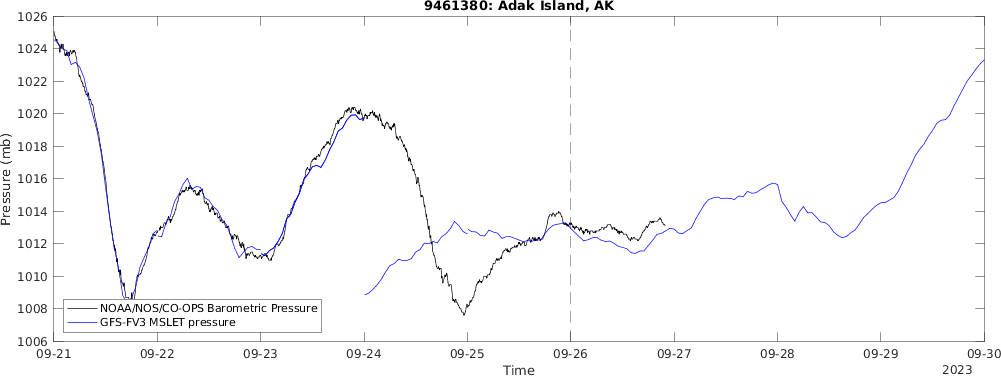 9461380: Adak Island, AK
Pressure (mb)
1026
1024
1022
1020
1018
1016
1014
1012
1010
1008
1006
NOAA/NOS/CO-OPS Barometric Pressure
GFS-FV3 MSLET pressure
09-21 09-22 09-23 09-24 09-25 09-26 09-27 09-28 09-29 09-30
Time
2023